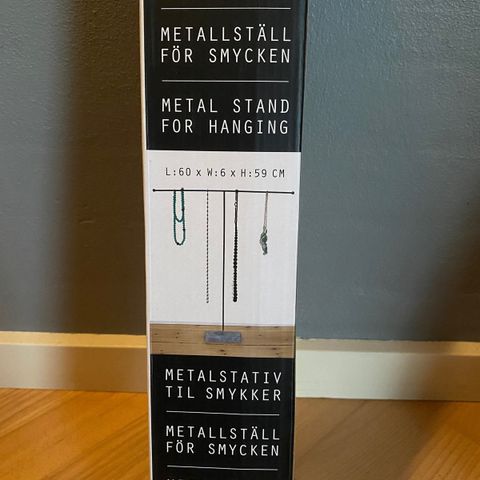 METALLSTÄLL
FÖR SMYCKEN
METAL STAND
FOR HANGING
L:60 x W:6 x H:59 CM
METALSTATIV
TIL SMYKKER
METALLSTÄLL
FÖR SMYCKEN